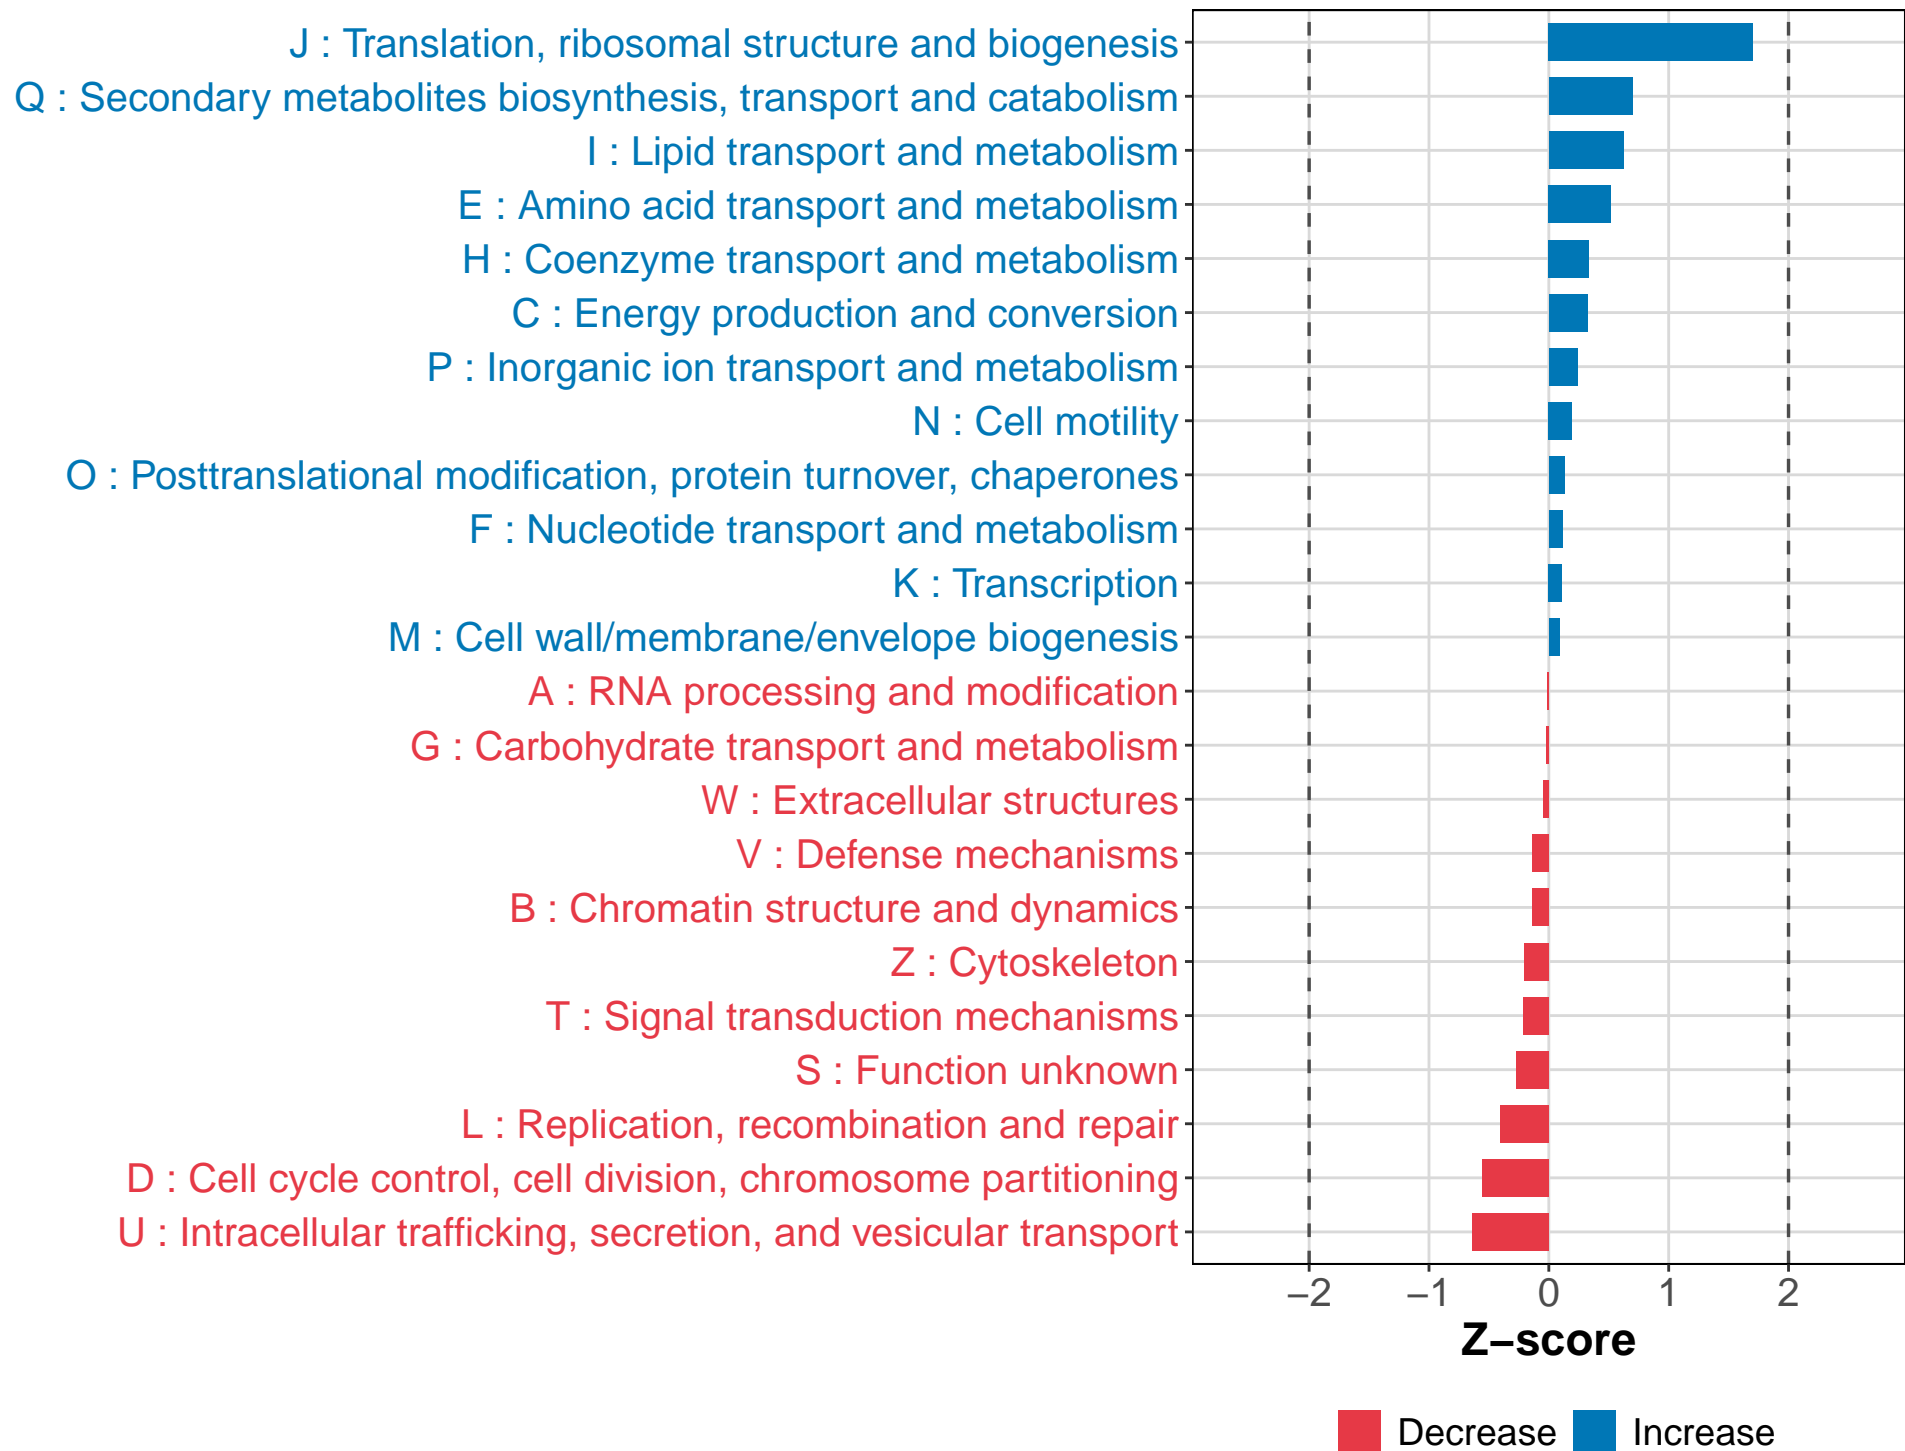 J : Translation, ribosomal structure and biogenesis
Q : Secondary metabolites biosynthesis, transport and catabolism
I : Lipid transport and metabolism
E : Amino acid transport and metabolism
H : Coenzyme transport and metabolism
C : Energy production and conversion
P : Inorganic ion transport and metabolism
N : Cell motility
O : Posttranslational modification, protein turnover, chaperones
F : Nucleotide transport and metabolism
K : Transcription
M : Cell wall/membrane/envelope biogenesis
A : RNA processing and modification
G : Carbohydrate transport and metabolism
W : Extracellular structures
V : Defense mechanisms
B : Chromatin structure and dynamics
Z : Cytoskeleton
T : Signal transduction mechanisms
S : Function unknown
L : Replication, recombination and repair
D : Cell cycle control, cell division, chromosome partitioning
U : Intracellular trafficking, secretion, and vesicular transport
−2 −1 0 1 2
Z−score
Decrease Increase